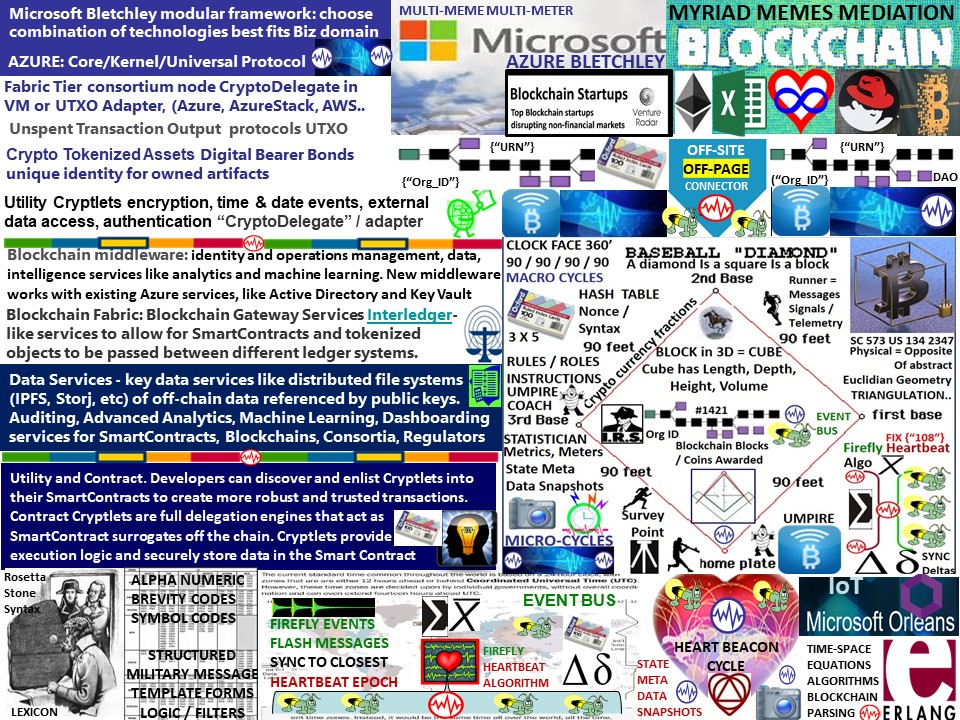 Microsoft Bletchley modular framework: choose
combination of technologies best fits Biz domain
AZURE: Core/Kernel/Universal Protocol
Fabric Tier consortium node CryptoDelegate in
VM or UTXO Adapter, (Azure, AzureStack, AWS..
Unspent Transaction Output protocols UTXO
Crypto Tokenized Assets Digital Bearer Bonds
unique identity for owned artifacts
Utility Cryptlets encryption, time & date events, external
data access, authentication “CryptoDelegate” / adapter
MULTI-MEME MULTI-METER
Microsoft
AZURE BLETCHLEY
Blockchain Startups
Top Blockchain startups
disrupting non-financial markets
Venture
Radar
MYRIAD MEMES MEDIATION
BLOCKCHAIN
{“URN”}
{“Org_ID”}
Oxford
Index Cards
100
OFF-SITE
OFF-PAGE
CONNECTOR
{“URN”}
{“Org_ID”}
DAO
Blockchain middleware: identity and operations management, data,
intelligence services like analytics and machine learning. New middleware
works with existing Azure services, like Active Directory and Key Vault
Blockchain Fabric: Blockchain Gateway Services Interledger-
like services to allow for SmartContracts and tokenized
objects to be passed between different ledger systems.
Data Services - key data services like distributed file systems
(IPFS, Storj, etc) of off-chain data referenced by public keys.
Auditing, Advanced Analytics, Machine Learning, Dashboarding
services for SmartContracts, Blockchains, Consortia, Regulators
Utility and Contract. Developers can discover and enlist Cryptlets into
their SmartContracts to create more robust and trusted transactions.
Contract Cryptlets are full delegation engines that act as
SmartContract surrogates off the chain. Cryptlets provide
execution logic and securely store data in the Smart Contract
CLOCK FACE 360’
90 / 90 / 90 / 90
MACRO CYCLES
HASH TABLE
Nonce /
Syntax
3 X 5
90 feet
RULES / ROLES
INSTRUCTIONS
UMPIRE
COACH
3rd Base
STATISTICIAN
Metrics, Meters
State Meta
Data Snapshots
MICRO-CYCLES
BASEBALL "DIAMOND"
A diamond Is a square Is a block
2nd Base
Runner =
Messages
Signals /
Telemetry
90 feet
Crypto currency fractions
BLOCK in 3D = CUBE
Cube has Length, Depth,
Height, Volume
I.R.S.
Org ID
#1421
Blockchain Blocks
/ Coins Awarded
EVENT
BUS
90 feet
90 feet
Survey
Point
UMPIRE
home plate
SC 573 US 134 2347
Physical = Opposite
Of abstract
Euclidian Geometry
TRIANGULATION..
first base
FIX {“108”}
Firefly Heartbeat
Algo
X
Σ
Δ δ
SYNC
Deltas
Rosetta
Stone
Syntax
LEXICON
ALPHA NUMERIC
BREVITY CODES
SYMBOL CODES
STRUCTURED
MILITARY MESSAGE
TEMPLATE FORMS
LOGIC / FILTERS
FIREFLY EVENTS
FLASH MESSAGES
SYNC TO CLOSEST
HEARTBEAT EPOCH
Σ X
EVENT BUS
FIREFLY
HEARTBEAT
ALGORITHM
Δδ
STATE
META
DATA
SNAPSHOTS
HEART BEACON
CYCLE
IoT
Microsoft Orleans
TIME-SPACE
EQUATIONS
ALGORITHMS
BLOCKCHAIN
PARSING
ERLANG